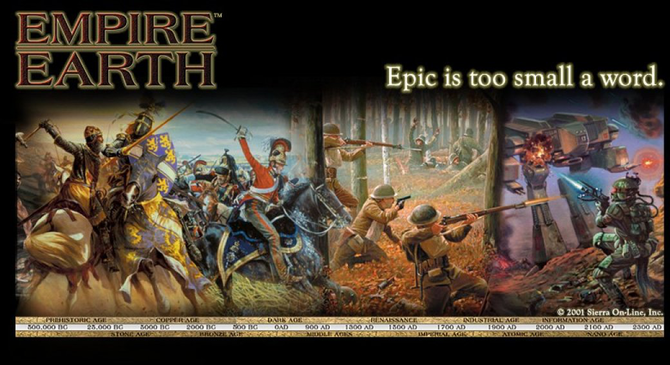 EMPIRE™
EARTH
Epic is too small a word.
© 2001 Sierra On-Line, Inc.
PREHISTORIC AGE COPPER AGE DARK AGE RENAISSANCE INDUSTRIAL AGE INFORMATION AGE
500,000 BC 25,000 BC 5000 BC 2000 BC 500 BC 0AD 900 AD 1300 AD 1500 AD 1700 AD 1900 AD 2000 AD 2100 AD 2300 AD
STONE AGE BRONZE AGE MIDDLE AGES IMPERIAL AGE ATOMIC AGE NANO AGE